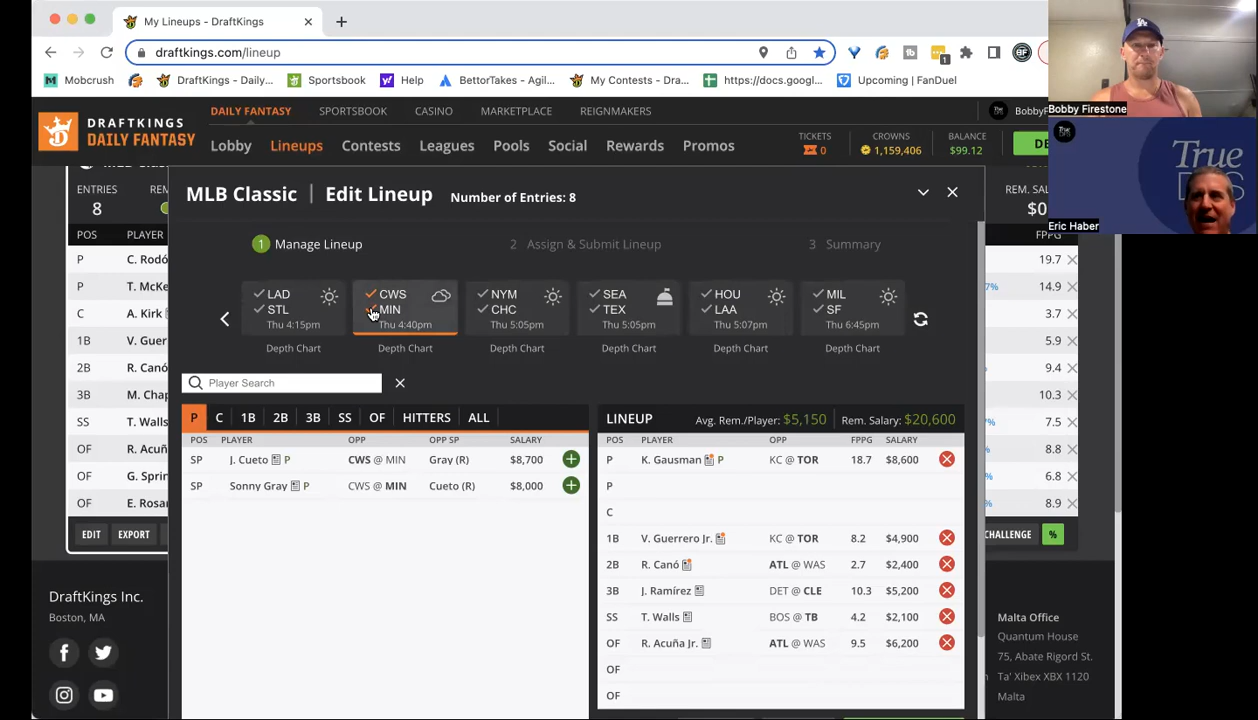 My Lineups - DraftKings
draftkings.com/lineup
Mobcrush
DraftKings - Daily...
Sportsbook
Help
BettorTakes - Agil...
My Contests - Dra...
https://docs.googl...
Upcoming | FanDuel
Bobby Firestone
True
Eric Haber
DRAFTKINGS
DAILY FANTASY
DAILY FANTASY
SPORTSBOOK
CASINO
MARKETPLACE
REIGNMAKERS
Lobby
Lineups
Contests
Leagues
Pools
Social
Rewards
Promos
TICKETS
0
CROWNS
1,159,406
BALANCE
$99.12
ENTRIES
8
POS PLAYER
P C. Rodó
P T. McKe
C A. Kirk
1B V. Guer
2B R. Canó
3B M. Chap
SS T. Walls
OF R. Acuña
OF G. Sprin
OF E. Rosar
EDIT
EXPORT
MLB Classic | Edit Lineup Number of Entries: 8
1 Manage Lineup
2 Assign & Submit Lineup
3 Summary
LAD
STL
Thu 4:15pm
Depth Chart
CWS
MIN
Thu 4:40pm
Depth Chart
NYM
CHC
Thu 5:05pm
Depth Chart
SEA
TEX
Thu 5:05pm
Depth Chart
HOU
LAA
Thu 5:07pm
Depth Chart
MIL
SF
Thu 6:45pm
Depth Chart
Player Search
P C 1B 2B 3B SS OF HITTERS ALL
POS PLAYER OPP OPP SP SALARY
SP J. Cueto P CWS @ MIN Gray (R) $8,700
SP Sonny Gray P CWS @ MIN Cueto (R) $8,000
LINEUP Avg. Rem./Player: $5,150 Rem. Salary: $20,600
POS PLAYER OPP FPPG SALARY
P K. Gausman P KC @ TOR 18.7 $8,600
P
C
1B V. Guerrero Jr. KC @ TOR 8.2 $4,900
2B R. Canó ATL @ WAS 2.7 $2,400
3B J. Ramírez DET @ CLE 10.3 $5,200
SS T. Walls BOS @ TB 4.2 $2,100
OF R. Acuña Jr. ATL @ WAS 9.5 $6,200
OF
OF
REM. SAL
$0
FPPG
19.7
14.9
3.7
5.9
9.4
10.3
7.5
8.8
6.8
8.9
CHALLENGE
%
DraftKings Inc.
Boston, MA
Malta Office
Quantum House
75, Abate Rigord St.
Ta' Xibex XBX 1120
Malta